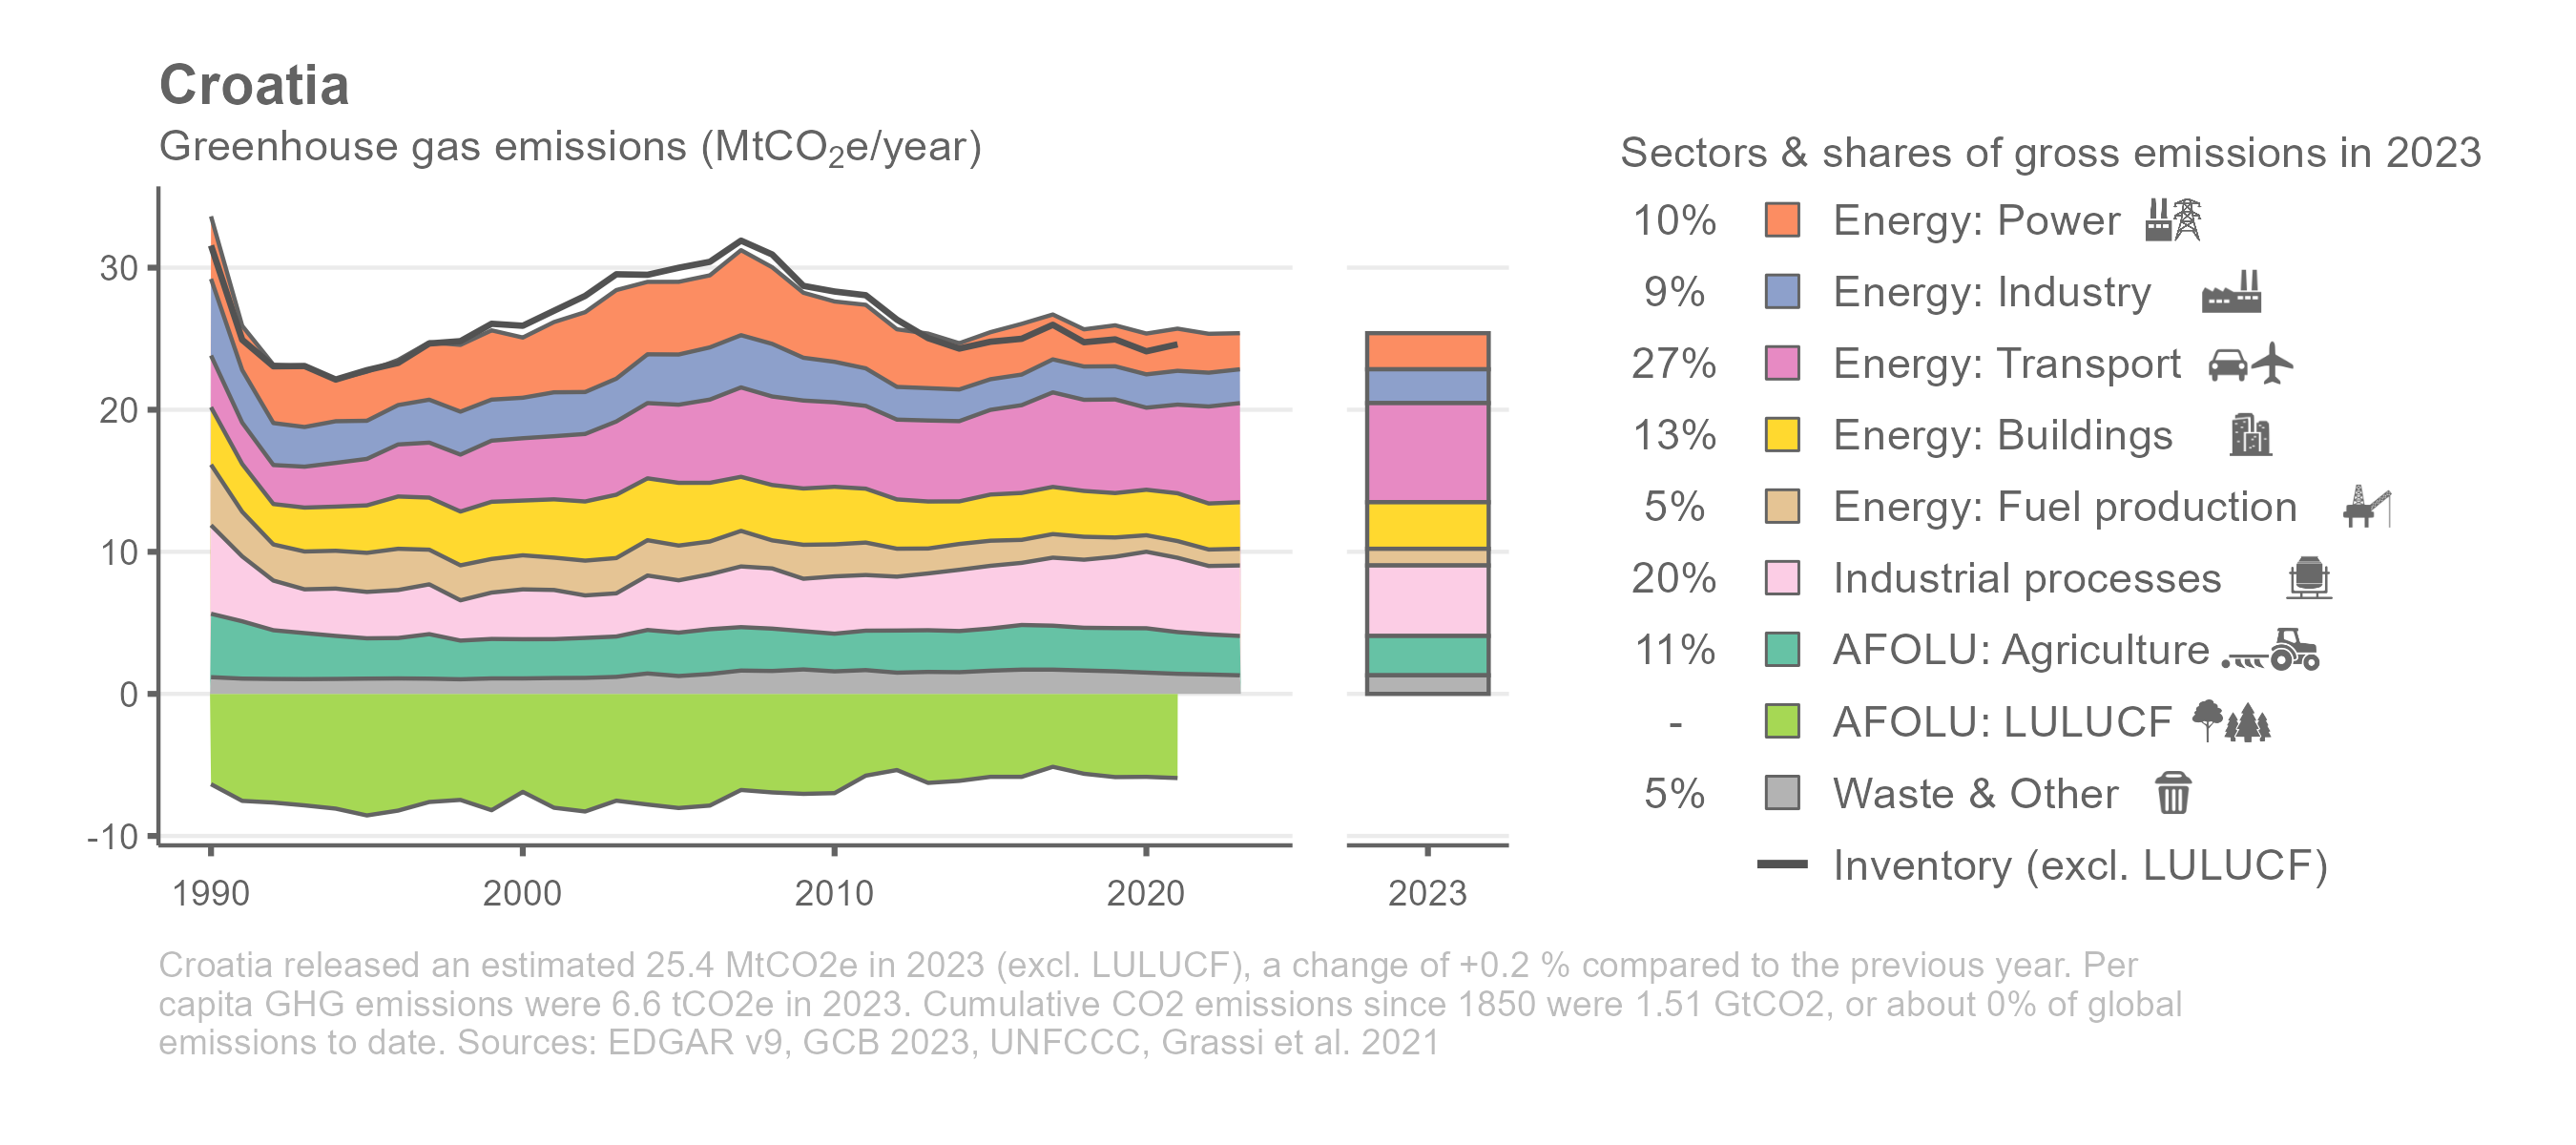 Croatia
Greenhouse gas emissions (MtCO₂e/year)
30
20
10
0
-10
1990 2000 2010 2020 2023
Sectors & shares of gross emissions in 2023
10% Energy: Power
9% Energy: Industry
27% Energy: Transport
13% Energy: Buildings
5% Energy: Fuel production
20% Industrial processes
11% AFOLU: Agriculture
- AFOLU: LULUCF
5% Waste & Other
Inventory (excl. LULUCF)
Croatia released an estimated 25.4 MtCO2e in 2023 (excl. LULUCF), a change of +0.2 % compared to the previous year. Per
capita GHG emissions were 6.6 tCO2e in 2023. Cumulative CO2 emissions since 1850 were 1.51 GtCO2, or about 0% of global
emissions to date. Sources: EDGAR v9, GCB 2023, UNFCCC, Grassi et al. 2021